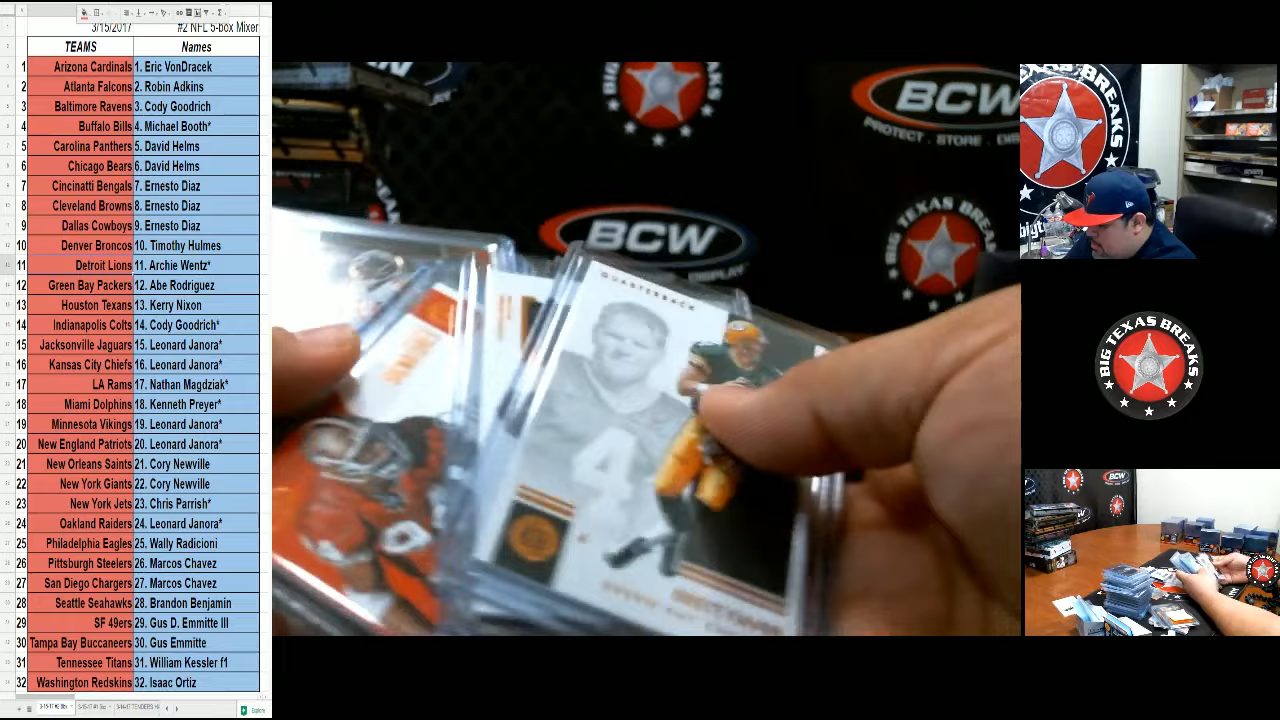 3/15/2017 #2 NFL 5-box Mixer
TEAMS Names
1 Arizona Cardinals 1. Eric VonDracek
2 Atlanta Falcons 2. Robin Adkins
3 Baltimore Ravens 3. Cody Goodrich
4 Buffalo Bills 4. Michael Booth*
5 Carolina Panthers 5. David Helms
6 Chicago Bears 6. David Helms
7 Cincinatti Bengals 7. Ernesto Diaz
8 Cleveland Browns 8. Ernesto Diaz
9 Dallas Cowboys 9. Ernesto Diaz
10 Denver Broncos 10. Timothy Hulmes
11 Detroit Lions 11. Archie Wentz*
12 Green Bay Packers 12. Abe Rodriguez
13 Houston Texans 13. Kerry Nixon
14 Indianapolis Colts 14. Cody Goodrich*
15 Jacksonville Jaguars 15. Leonard Janora*
16 Kansas City Chiefs 16. Leonard Janora*
17 LA Rams 17. Nathan Magdziak*
18 Miami Dolphins 18. Kenneth Preyer*
19 Minnesota Vikings 19. Leonard Janora*
20 New England Patriots 20. Leonard Janora*
21 New Orleans Saints 21. Cory Newville
22 New York Giants 22. Cory Newville
23 New York Jets 23. Chris Parrish*
24 Oakland Raiders 24. Leonard Janora*
25 Philadelphia Eagles 25. Wally Radicioni
26 Pittsburgh Steelers 26. Marcos Chavez
27 San Diego Chargers 27. Marcos Chavez
28 Seattle Seahawks 28. Brandon Benjamin
29 SF 49ers 29. Gus D. Emmitte III
30 Tampa Bay Buccaneers 30. Gus Emmitte
31 Tennessee Titans 31. William Kessler f1
32 Washington Redskins 32. Isaac Ortiz
Explore
BCW
PROTECT . STORE
BCW
DISPLAY
BIG TEXAS BREAKS
QUARTERBACK
4
BREAKS
BIG TEXAS BREAKS